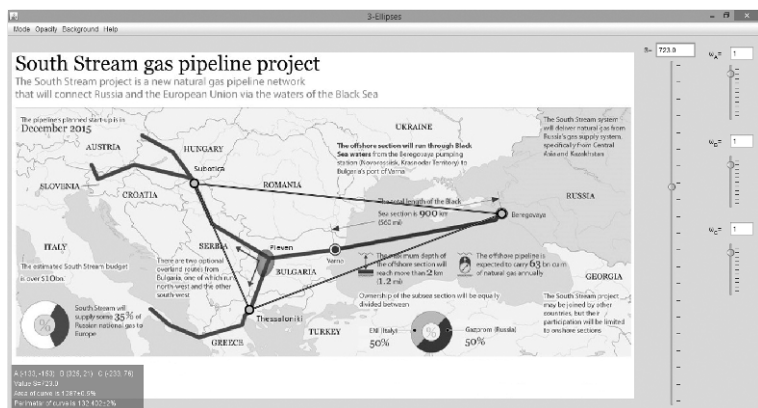 3-Ellipses
Mode Opacity Background Help
South Stream gas pipeline project
The South Stream project is a new natural gas pipeline network
that will connect Russia and the European Union via the waters of the Black Sea
The pipeline's planned start-up is in
December 2015
The South Stream system
will deliver natural gas from
Russia's gas supply system,
specifically from Central
Asia and Kazakhstan
UKRAINE
AUSTRIA
HUNGARY
The offshore section will run through Black
Sea waters from the Beregovaya pumping
station (Novorossisk, Krasnodar Territory) to
Bulgaria's port of Varna
Subotica
SLOVENIA
CROATIA
ROMANIA
RUSSIA
The total length of the Black
Sea section is 900 km
(560 mi)
Beregovaya
ITALY
SERBIA
Pleven
Varna
BULGARIA
The estimated South Stream budget
is over $10bn
There are two optional
overland routes from
Bulgaria, one of which runs
north west and the other
south west
The maximum depth of
the offshore section will
reach more than 2 km
(1.2 mi)
The offshore pipeline is
expected to carry 63 bn cu m
of natural gas annually
GEORGIA
South Stream will
supply some 35% of
Russian national gas to
Europe
%
Ownership of the subsea section will be equally
divided between
The South Stream project
may be joined by other
countries, but their
participation will be limited
to onshore sections
Thessaloniti
GREECE
TURKEY
ENI (Italy)
50%
%
Gazprom (Russia)
50%
Value S=723.0
S= 723.0
1
1
1